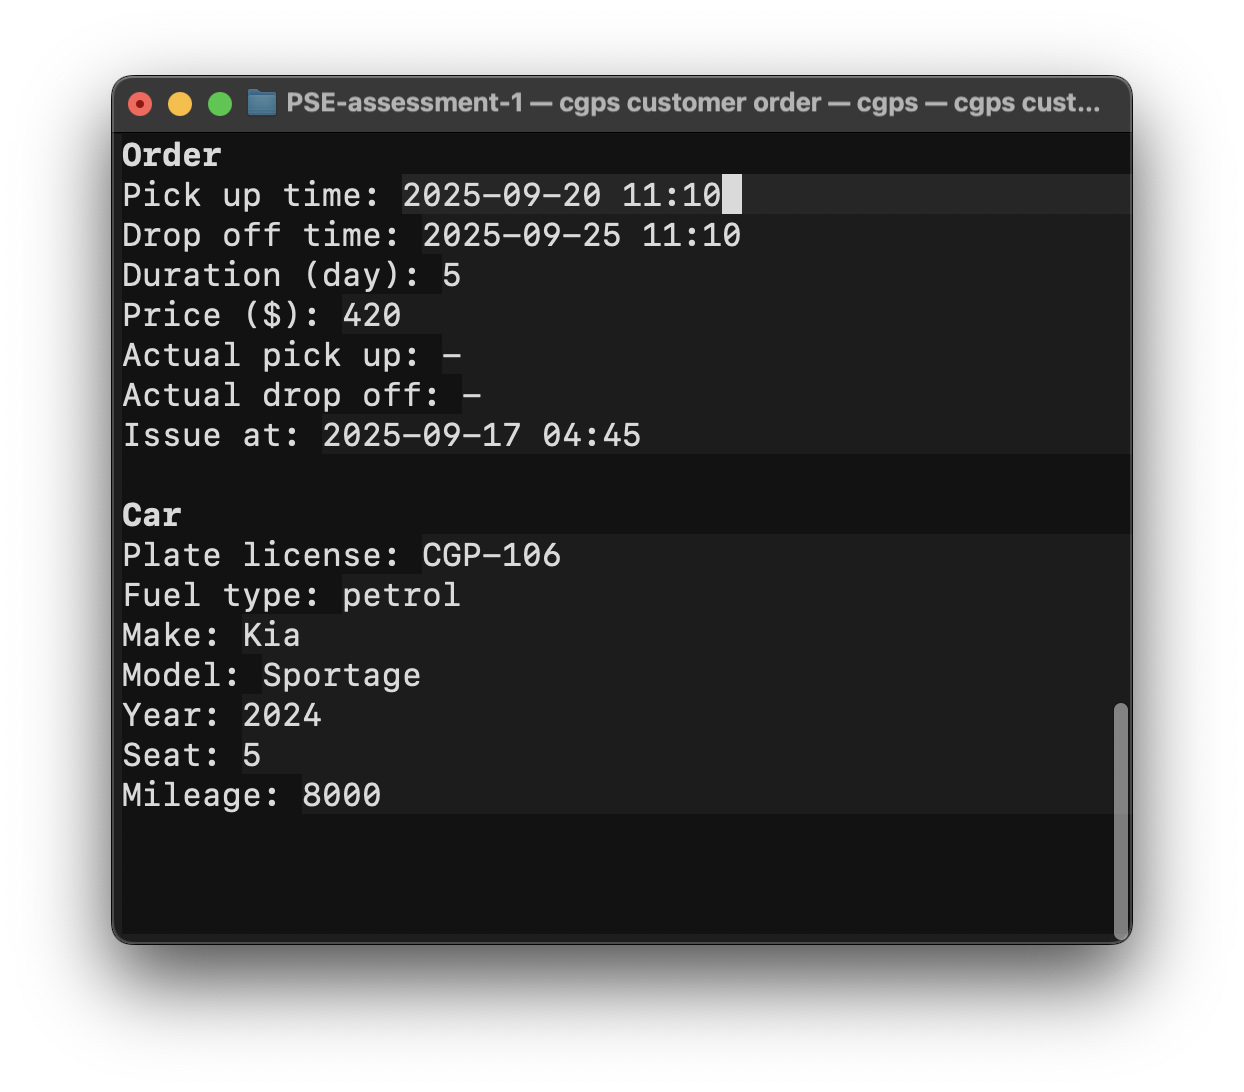 PSE-assessment-1 — cgps customer order — cgps — cgps cust...
Order
Pick up time: 2025-09-20 11:10
Drop off time: 2025-09-25 11:10
Duration (day): 5
Price ($): 420
Actual pick up: -
Actual drop off: -
Issue at: 2025-09-17 04:45
Car
Plate license: CGP-106
Fuel type: petrol
Make: Kia
Model: Sportage
Year: 2024
Seat: 5
Mileage: 8000